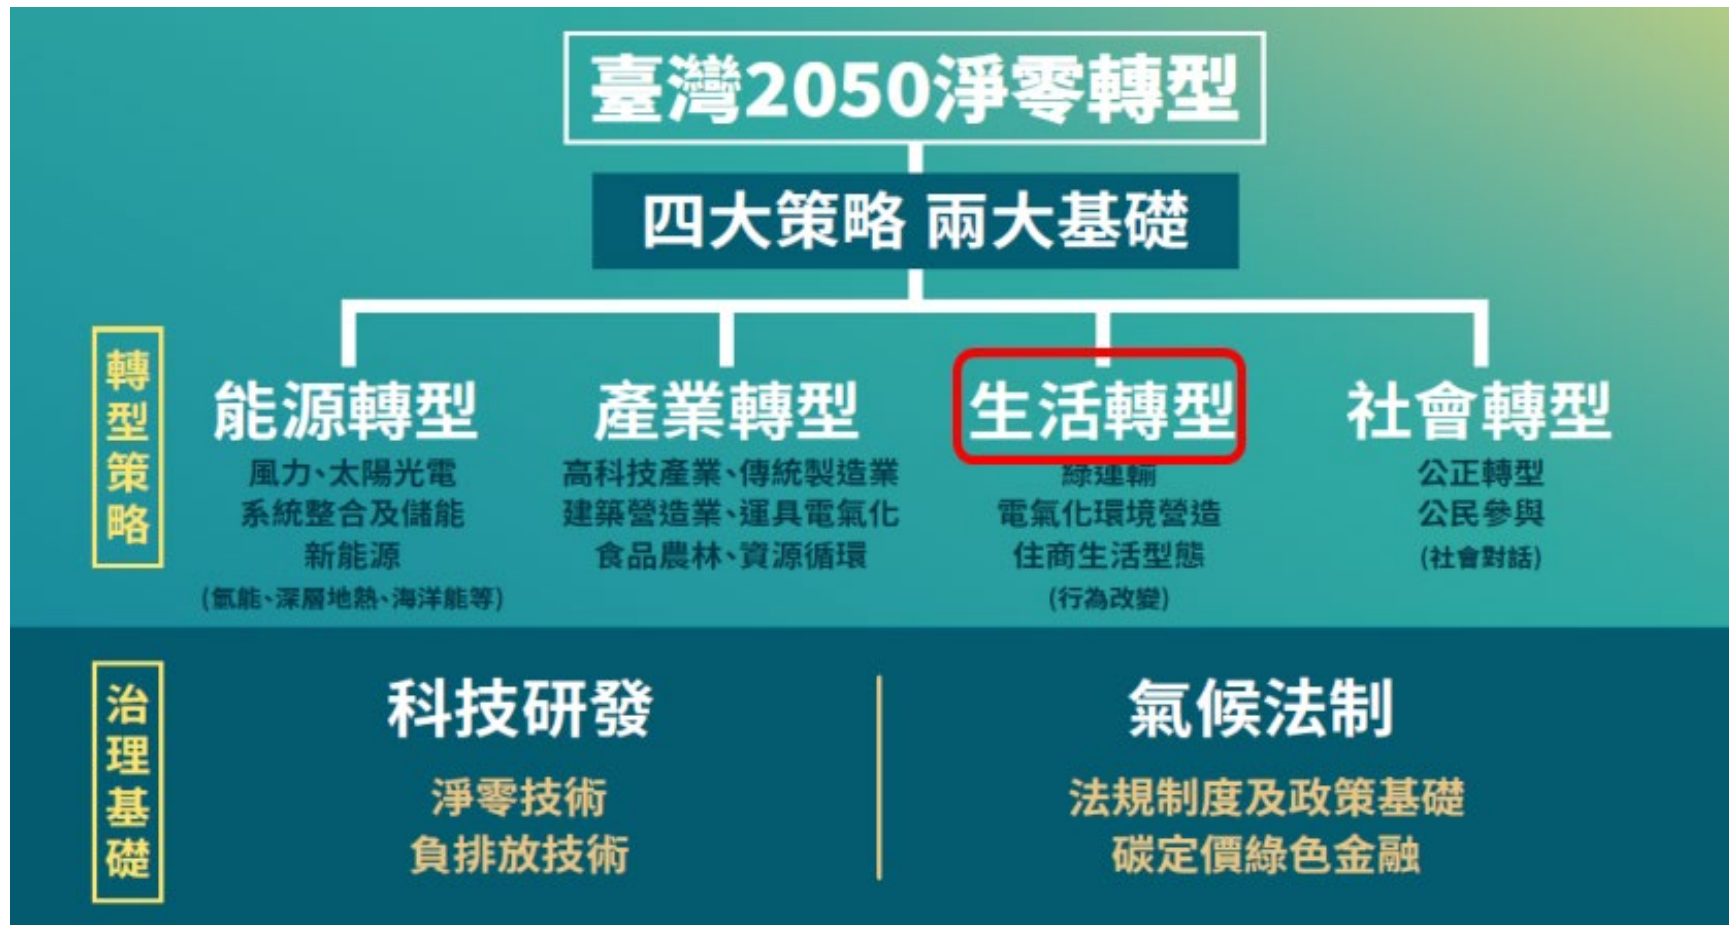 臺灣2050淨零轉型
四大策略 兩大基礎
轉型策略
能源轉型
風力、太陽光電
系統整合及儲能
新能源
(氫能、深層地熱、海洋能等)
產業轉型
高科技產業、傳統製造業
建築營造業、運具電氣化
食品農林、資源循環
生活轉型
綠運輸
電氣化環境營造
住商生活型態
(行為改變)
社會轉型
公正轉型
公民參與
(社會對話)
治理基礎
科技研發
淨零技術
負排放技術
氣候法制
法規制度及政策基礎
碳定價綠色金融